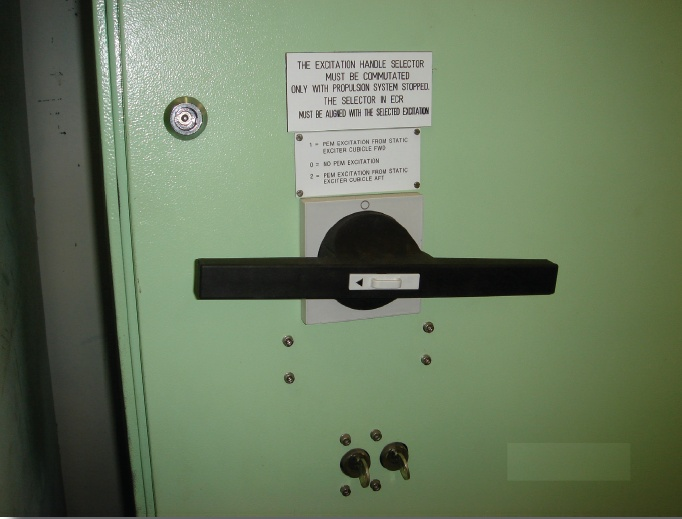 THE EXCITATION HANDLE SELECTOR
MUST BE COMMUTATED
ONLY WITH PROPULSION SYSTEM STOPPED.
THE SELECTOR IN ECR
MUST BE ALIGNED WITH THE SELECTED EXCITATION
1 = PEM EXCITATION FROM STATIC
EXCITER CUBICLE FWD
0 = NO PEM EXCITATION
2 = PEM EXCITATION FROM STATIC
EXCITER CUBICLE AFT